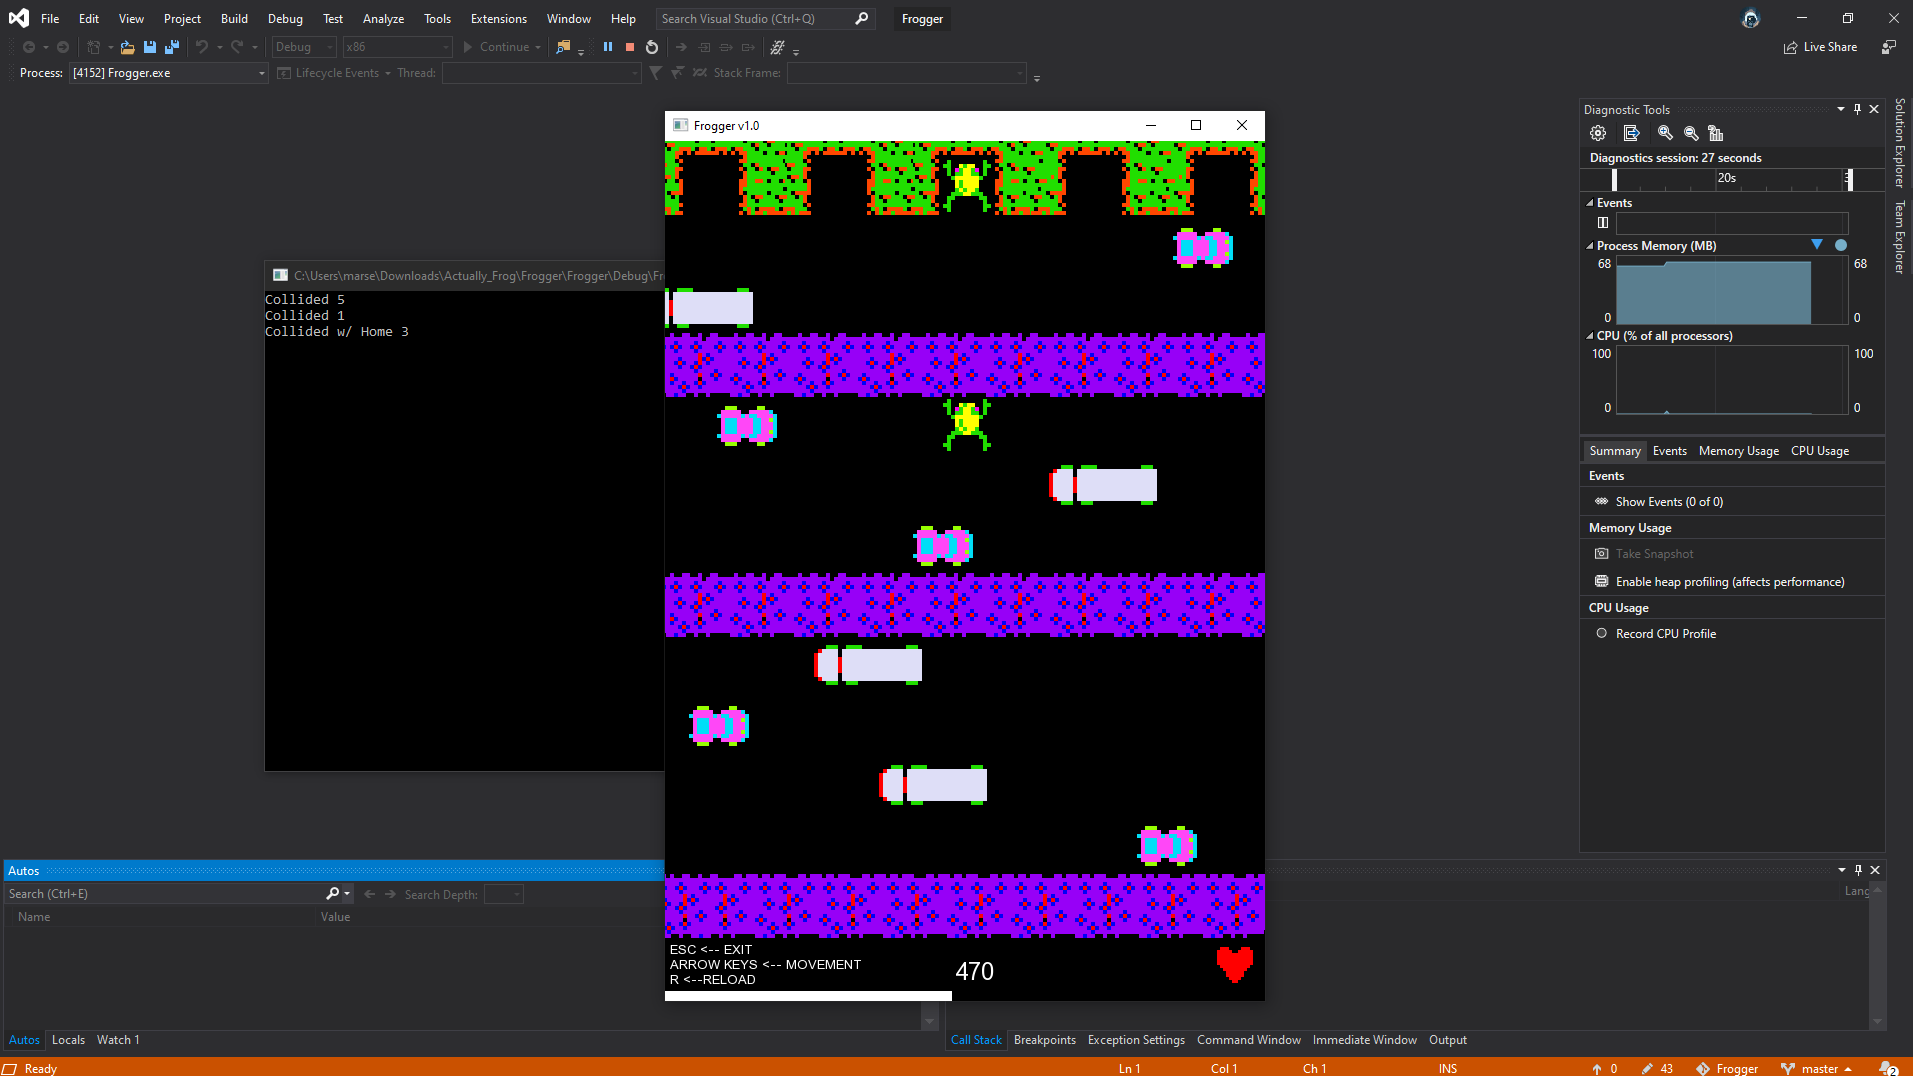 File Edit View Project Build Debug Test Analyze Tools Extensions Window Help Search Visual Studio (Ctrl+Q) Frogger
Debug x86 Continue Live Share
Process: [4152] Frogger.exe Lifecycle Events Thread: Stack Frame:
Solution Explorer
Team Explorer
Diagnostic Tools
Diagnostics session: 27 seconds
20s
Events
Process Memory (MB)
68 68
0 0
CPU (% of all processors)
100 100
0 0
Summary Events Memory Usage CPU Usage
Events
Show Events (0 of 0)
Memory Usage
Take Snapshot
Enable heap profiling (affects performance)
CPU Usage
Record CPU Profile
Frogger v1.0
C:\Users\marse\Downloads\Actually_Frog\Frogger\Frogger\Debug\Fr
Collided 5
Collided 1
Collided w/ Home 3
ESC <-- EXIT
ARROW KEYS <-- MOVEMENT
R <--RELOAD
470
Autos
Search (Ctrl+E) Search Depth:
Name Value
Lang
Autos Locals Watch 1
Call Stack Breakpoints Exception Settings Command Window Immediate Window Output
Ready Ln 1 Col 1 Ch 1 INS 0 43 Frogger master 2